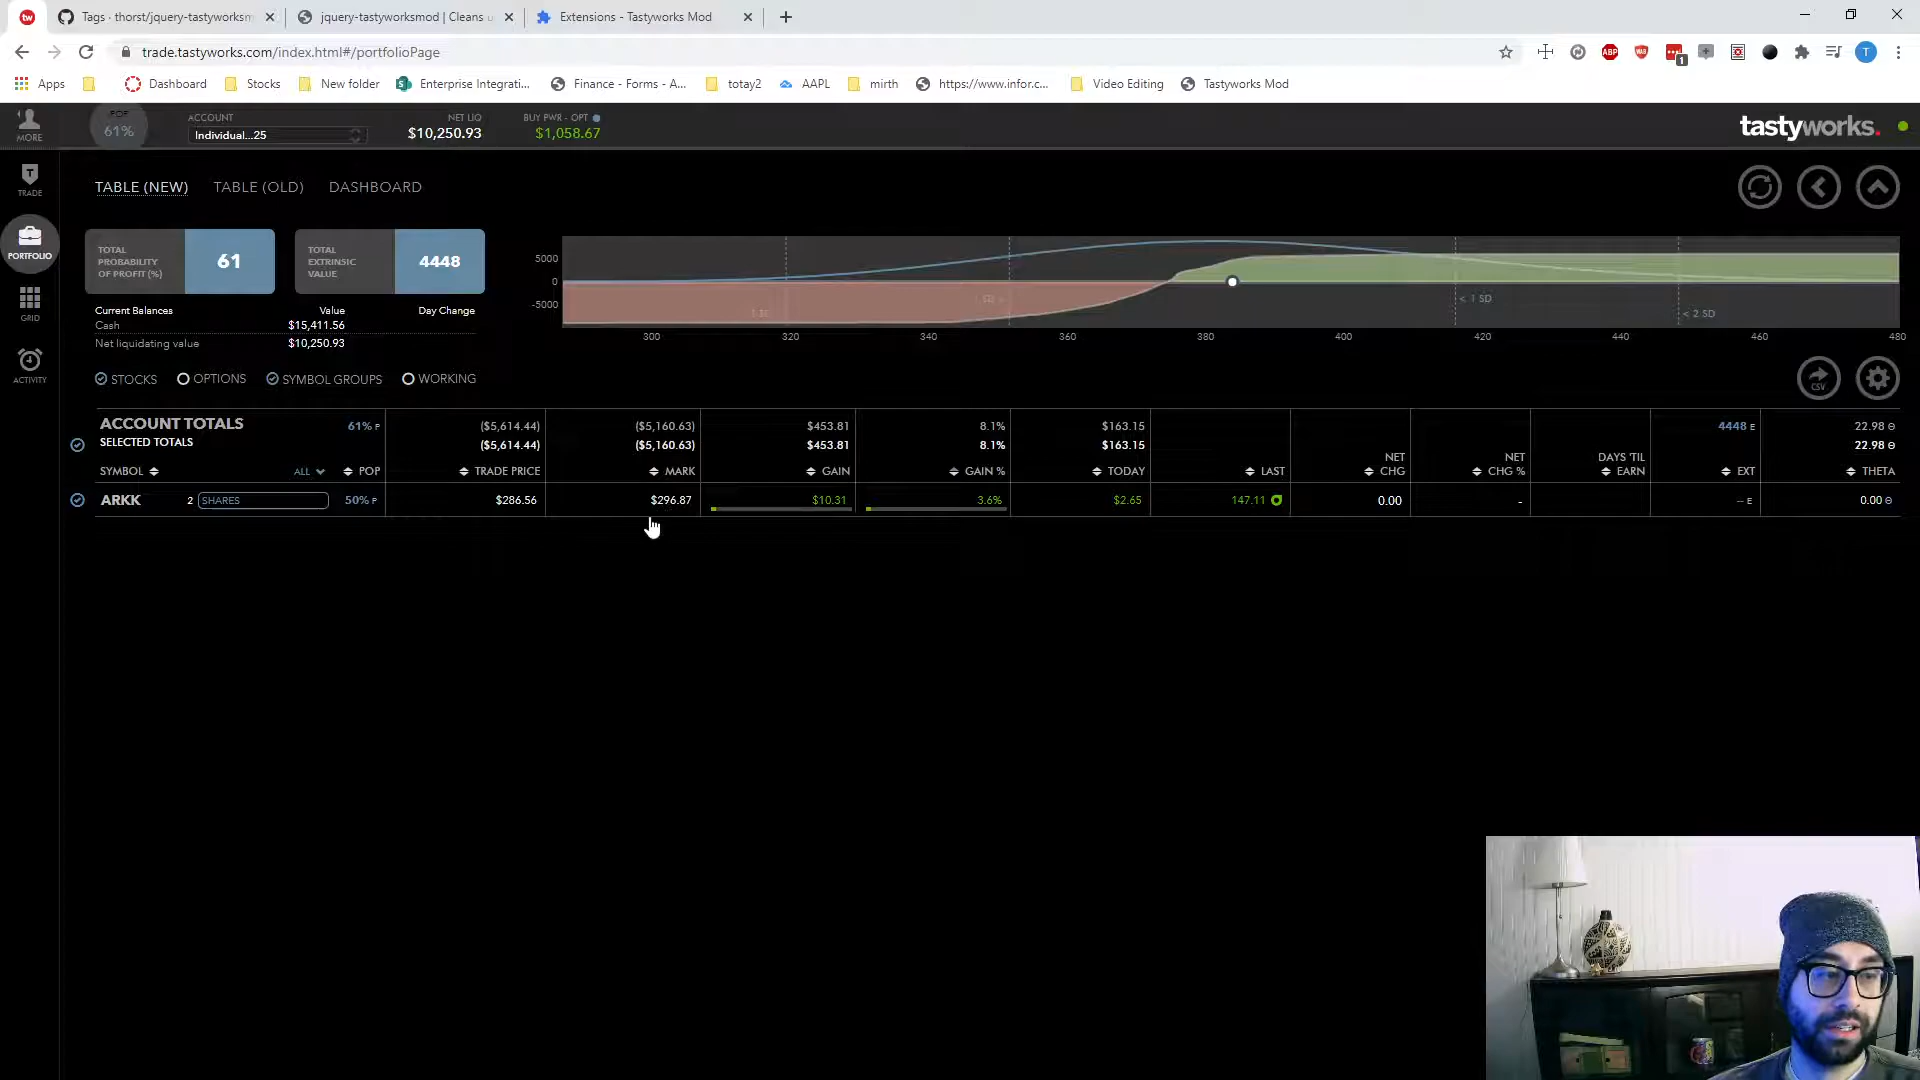 tw
Tags · thorst/jquery-tastyworksm
jquery-tastyworksmod | Cleans u
Extensions - Tastyworks Mod
trade.tastyworks.com/index.html#/portfolioPage
ABP
1
T
Apps
Dashboard
Stocks
New folder
Enterprise Integrati...
Finance - Forms - A...
totay2
AAPL
mirth
https://www.infor.c...
Video Editing
Tastyworks Mod
MORE
POP
61%
ACCOUNT
Individual...25
NET LIQ
$10,250.93
BUY PWR - OPT
$1,058.67
tastyworks.
TRADE
PORTFOLIO
GRID
ACTIVITY
TABLE (NEW)
TABLE (OLD)
DASHBOARD
TOTAL
PROBABILITY
OF PROFIT (%)
61
TOTAL
EXTRINSIC
VALUE
4448
Current Balances Value Day Change
Cash $15,411.56
Net liquidating value $10,250.93
5000
0
-5000
< 1 SD
< 2 SD
300 320 340 360 380 400 420 440 460 480
STOCKS OPTIONS SYMBOL GROUPS WORKING
CSV
ACCOUNT TOTALS 61% P ($5,614.44) ($5,160.63) $453.81 8.1% $163.15 4448 E 22.98 Θ
SELECTED TOTALS ($5,614.44) ($5,160.63) $453.81 8.1% $163.15 22.98 Θ
SYMBOL ALL POP TRADE PRICE MARK GAIN GAIN % TODAY LAST NET CHG NET CHG % DAYS 'TIL EARN EXT THETA
ARKK 2 SHARES 50% P $286.56 $296.87 $10.31 3.6% $2.65 147.11 0.00 - -- E 0.00 Θ